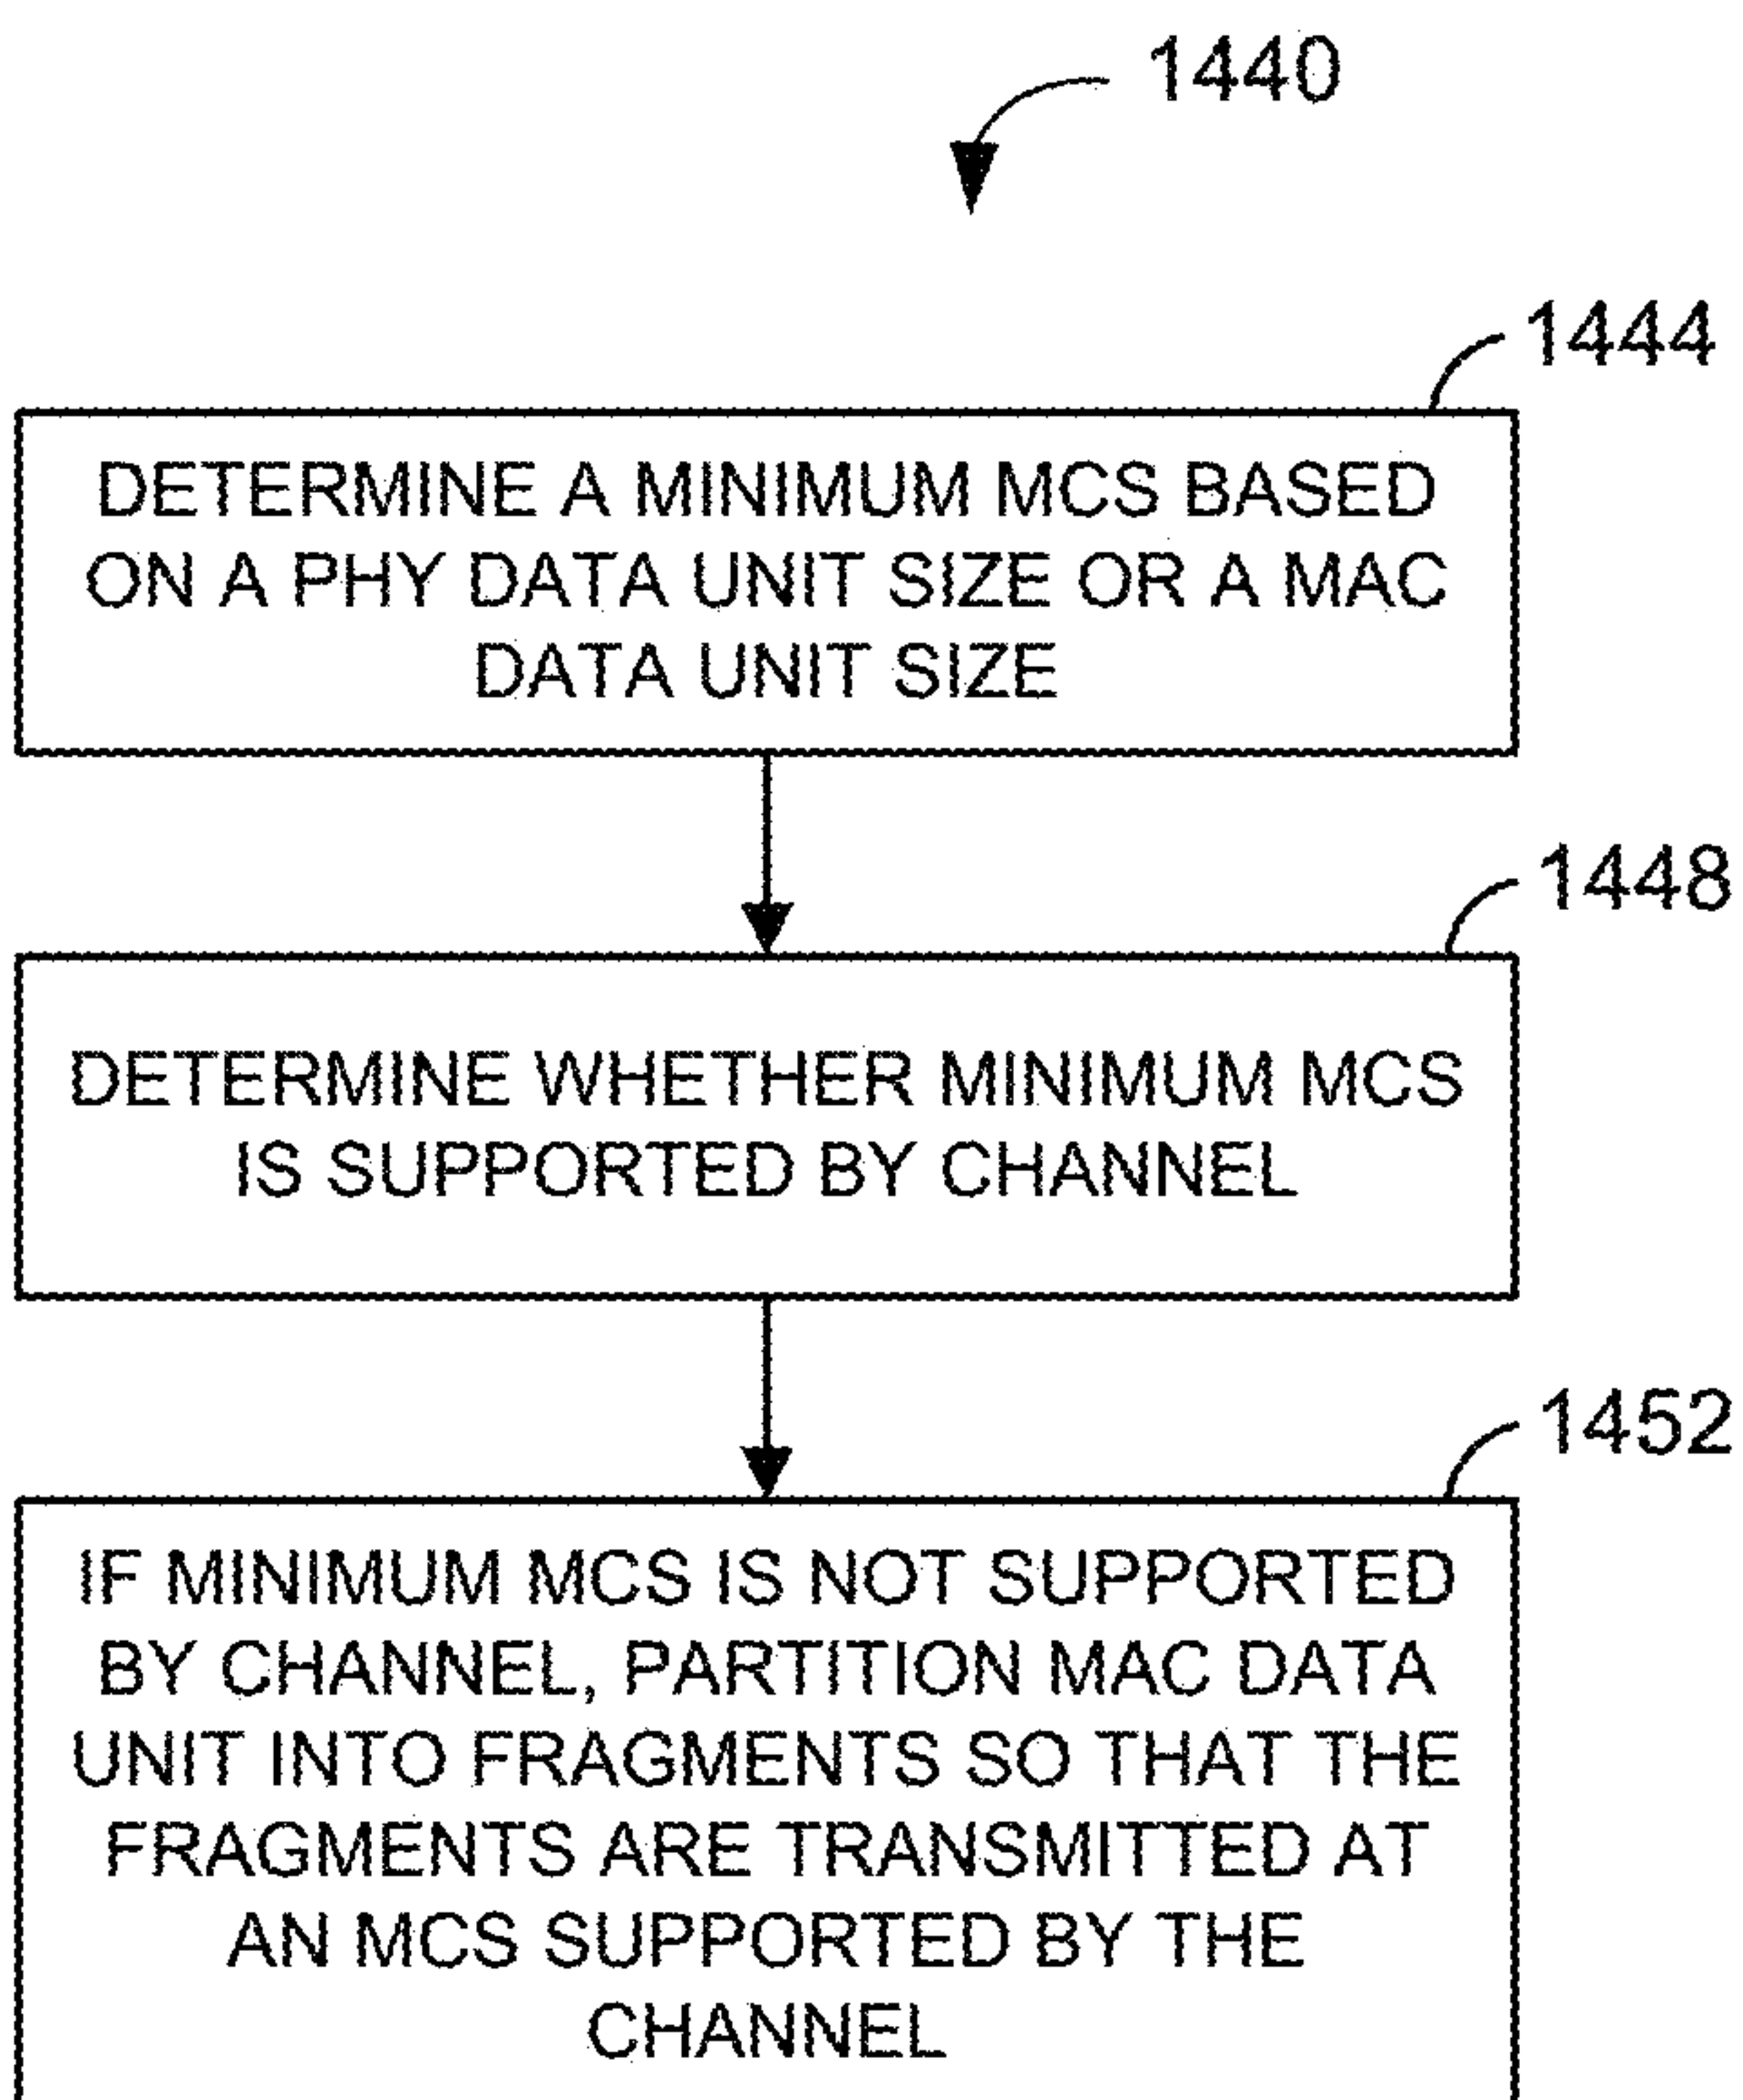 1440
1444
DETERMINE A MINIMUM MCS BASED
ON A PHY DATA UNIT SIZE OR A MAC
DATA UNIT SIZE
1448
DETERMINE WHETHER MINIMUM MCS
IS SUPPORTED BY CHANNEL
1452
IF MINIMUM MCS IS NOT SUPPORTED
BY CHANNEL, PARTITION MAC DATA
UNIT INTO FRAGMENTS SO THAT THE
FRAGMENTS ARE TRANSMITTED AT
AN MCS SUPPORTED BY THE
CHANNEL